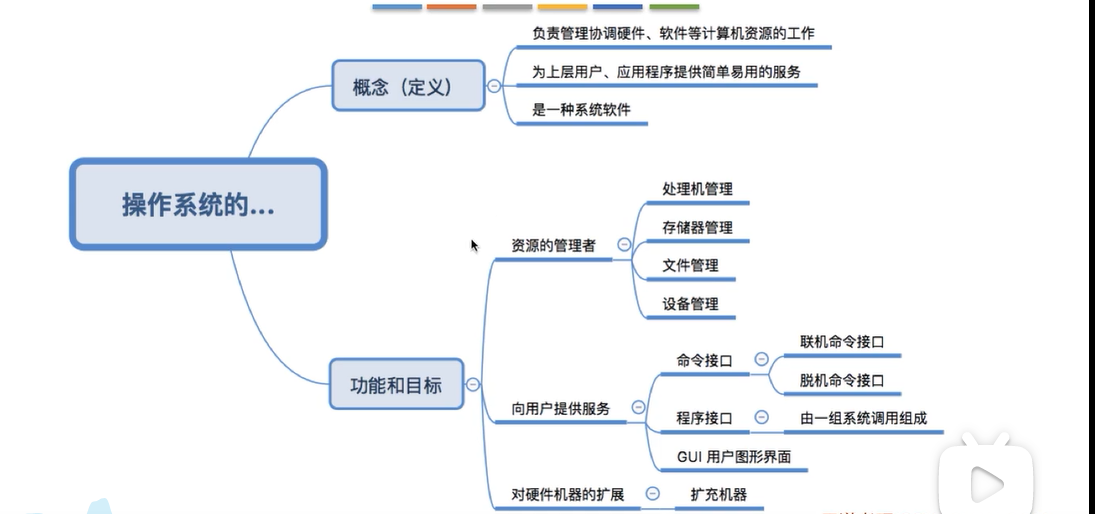 负责管理协调硬件、软件等计算机资源的工作
概念（定义）
为上层用户、应用程序提供简单易用的服务
是一种系统软件
操作系统的...
处理机管理
存储器管理
资源的管理者
文件管理
设备管理
功能和目标
联机命令接口
命令接口
脱机命令接口
向用户提供服务
程序接口
由一组系统调用组成
GUI 用户图形界面
对硬件机器的扩展
扩充机器